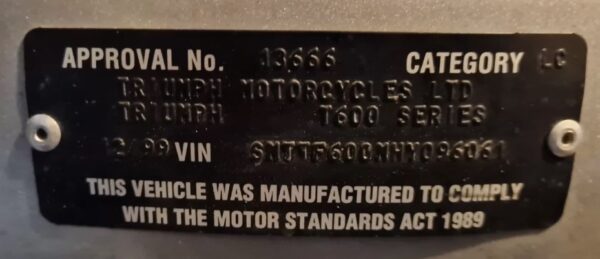 APPROVAL No. 43666 CATEGORY LC
TRIUMPH MOTORCYCLES LTD
TRIUMPH T600 SERIES
12/99 VIN
THIS VEHICLE WAS MANUFACTURED TO COMPLY
WITH THE MOTOR STANDARDS ACT 1989